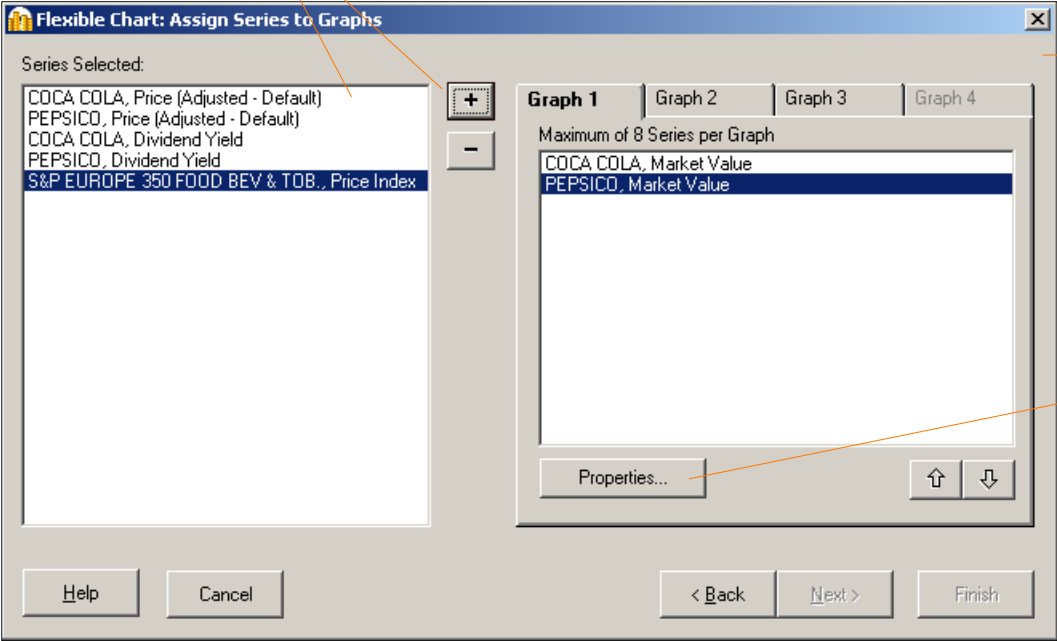 Flexible Chart: Assign Series to Graphs
Series Selected:
COCA COLA, Price (Adjusted - Default)
PEPSICO, Price (Adjusted - Default)
COCA COLA, Dividend Yield
PEPSICO, Dividend Yield
S&P EUROPE 350 FOOD BEV & TOB., Price Index
+
-
Graph 1
Graph 2
Graph 3
Graph 4
Maximum of 8 Series per Graph
COCA COLA, Market Value
PEPSICO, Market Value
Properties...
Help
Cancel
< Back
Next >
Finish